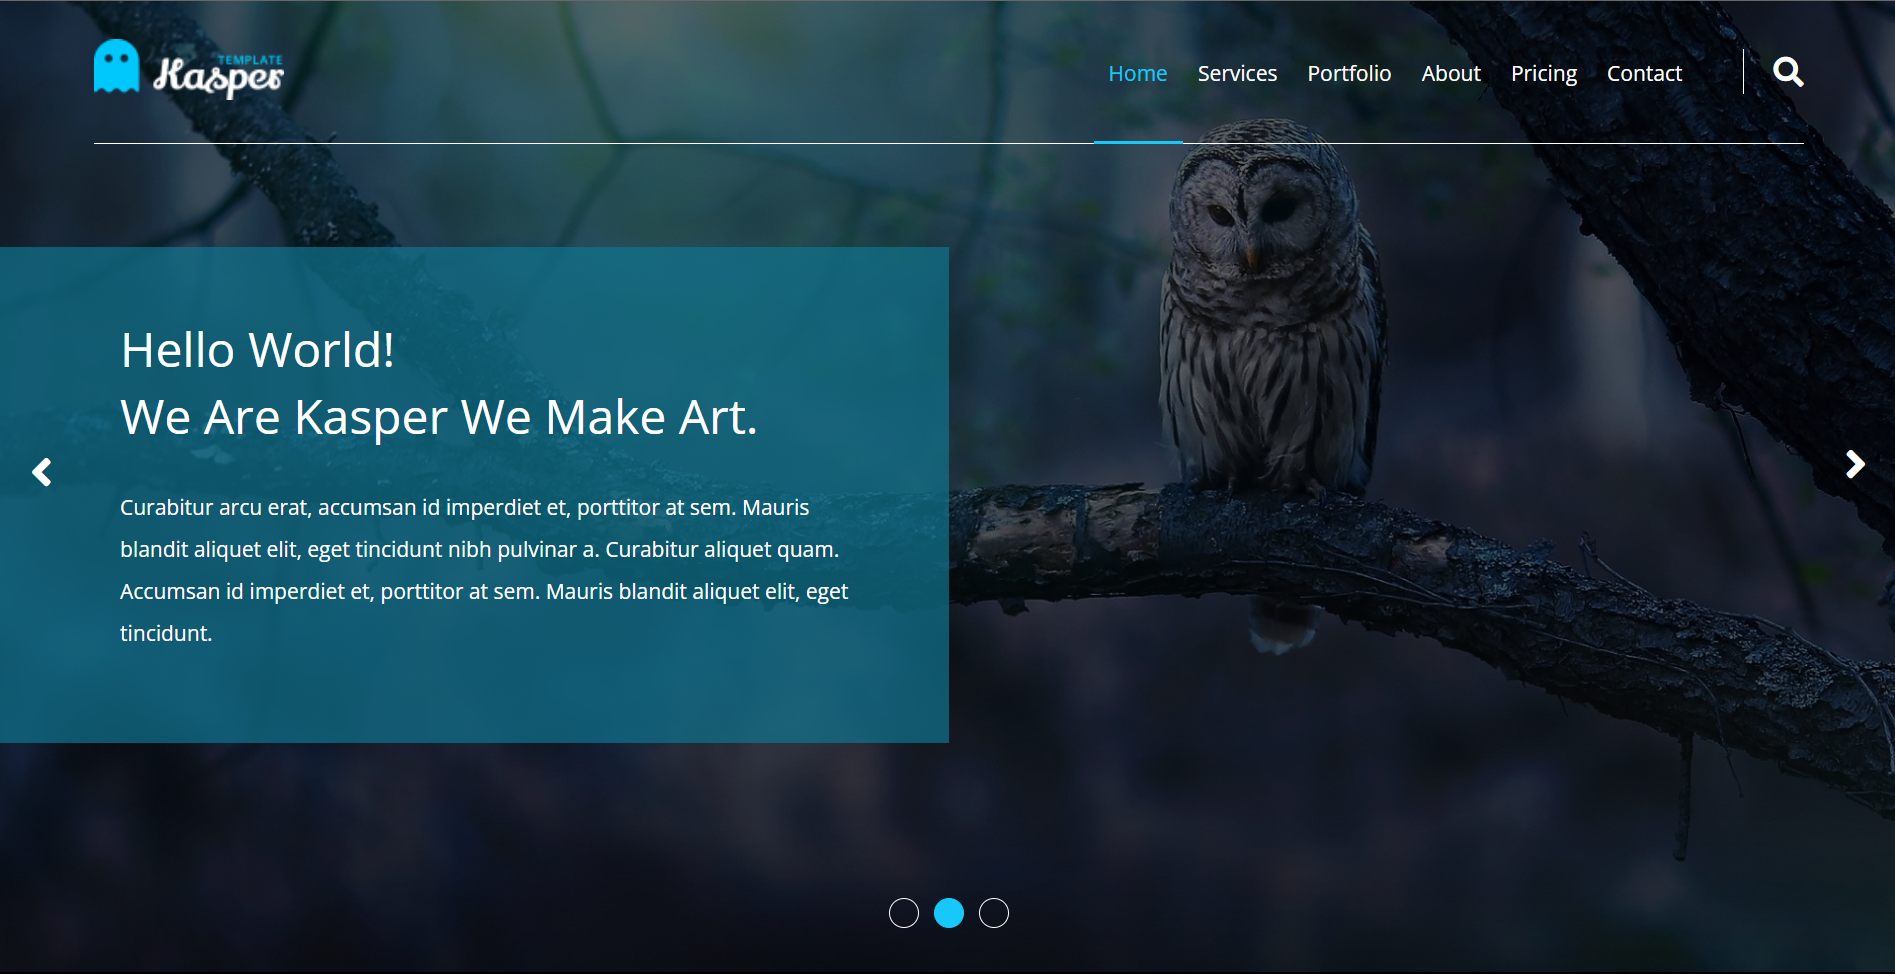 TEMPLATE
Kasper
Home Services Portfolio About Pricing Contact
Hello World!
We Are Kasper We Make Art.
Curabitur arcu erat, accumsan id imperdiet et, porttitor at sem. Mauris
blandit aliquet elit, eget tincidunt nibh pulvinar a. Curabitur aliquet quam.
Accumsan id imperdiet et, porttitor at sem. Mauris blandit aliquet elit, eget
tincidunt.